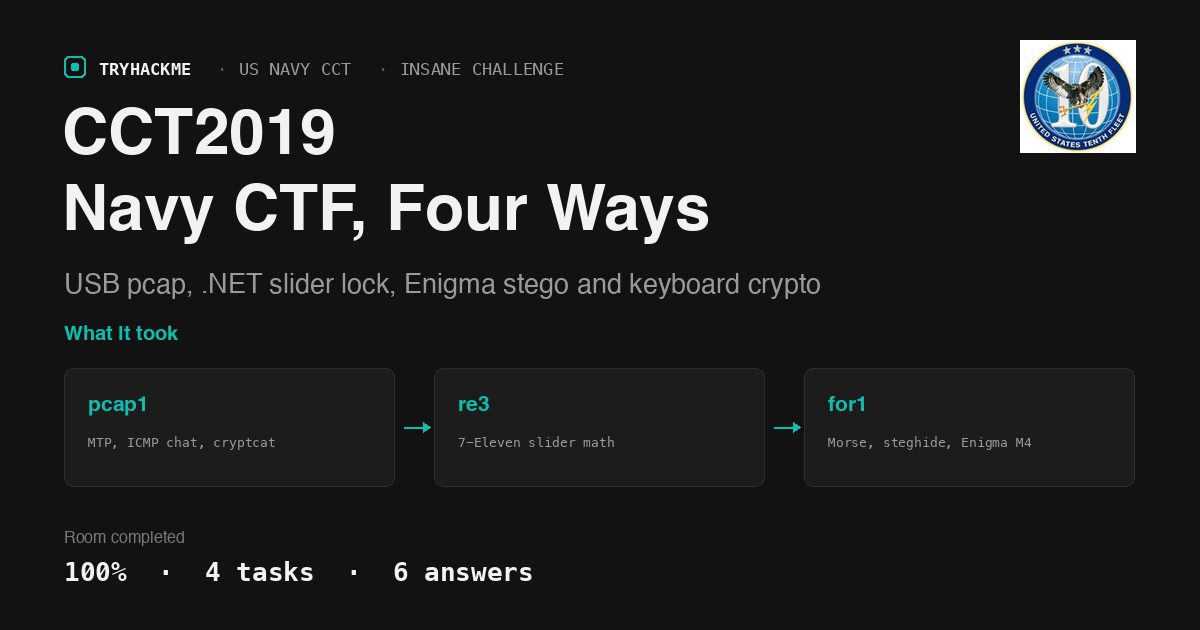 TRYHACKME · US NAVY CCT · INSANE CHALLENGE
CCT2019
Navy CTF, Four Ways
10
UNITED STATES TENTH FLEET
USB pcap, .NET slider lock, Enigma stego and keyboard crypto
What it took
pcap1
MTP, ICMP chat, cryptcat
re3
7−Eleven slider math
for1
Morse, steghide, Enigma M4
Room completed
100% · 4 tasks · 6 answers